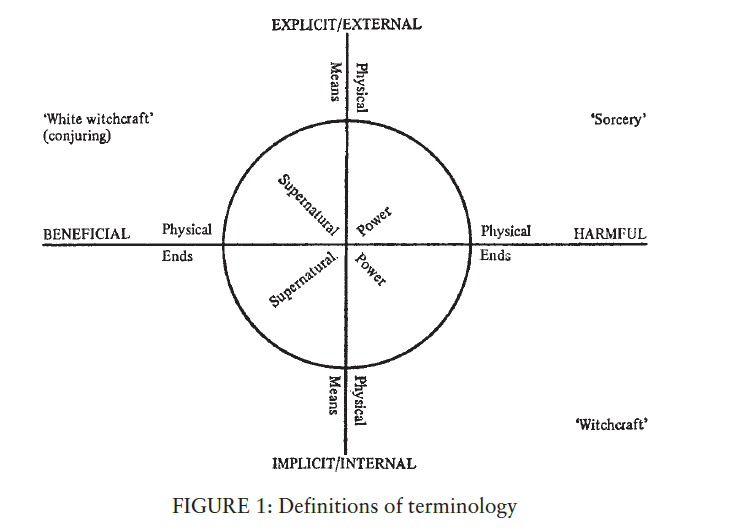 EXPLICIT/EXTERNAL
Means
Physical
'White witchcraft'
(conjuring)
'Sorcery'
Supernatural
Power
BENEFICIAL
Physical
Ends
Physical
Ends
HARMFUL
Supernatural
Power
Means
Physical
'Witchcraft'
IMPLICIT/INTERNAL
FIGURE 1: Definitions of terminology